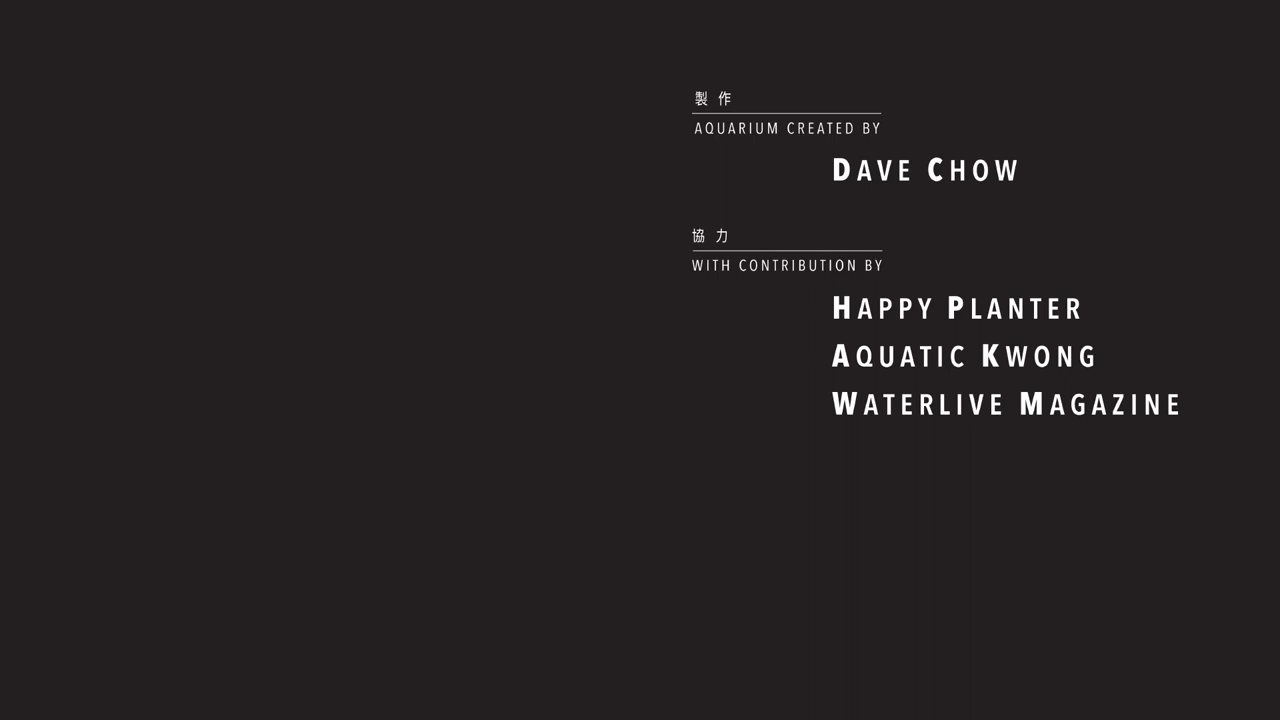 製 作
AQUARIUM CREATED BY
DAVE CHOW
協 力
WITH CONTRIBUTION BY
HAPPY PLANTER
AQUATIC KWONG
WATERLIVE MAGAZINE